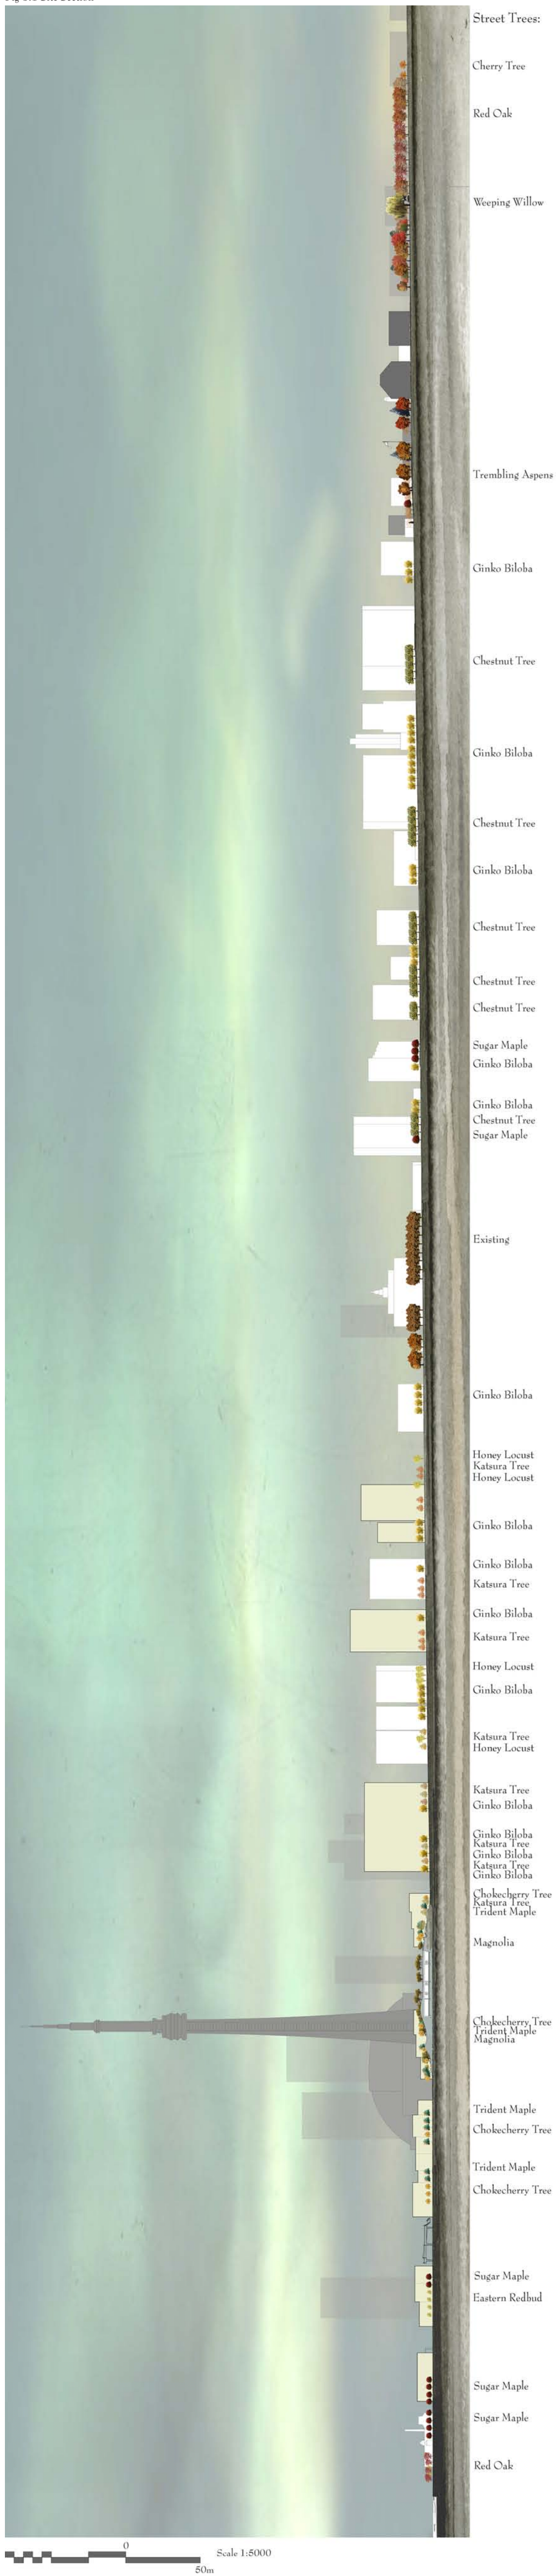 Street Trees:
Cherry Tree
Red Oak
Weeping Willow
Trembling Aspens
Ginko Biloba
Chestnut Tree
Ginko Biloba
Chestnut Tree
Ginko Biloba
Chestnut Tree
Chestnut Tree
Chestnut Tree
Sugar Maple
Ginko Biloba
Ginko Biloba
Chestnut Tree
Sugar Maple
Existing
Ginko Biloba
Honey Locust
Katsura Tree
Honey Locust
Ginko Biloba
Ginko Biloba
Katsura Tree
Ginko Biloba
Katsura Tree
Honey Locust
Ginko Biloba
Katsura Tree
Honey Locust
Katsura Tree
Ginko Biloba
Ginko Biloba
Katsura Tree
Ginko Biloba
Katsura Tree
Ginko Biloba
Chokecherry Tree
Katsura Tree
Trident Maple
Magnolia
Chokecherry Tree
Trident Maple
Magnolia
Trident Maple
Chokecherry Tree
Trident Maple
Chokecherry Tree
Sugar Maple
Eastern Redbud
Sugar Maple
Sugar Maple
Red Oak
0
Scale 1:5000
50m